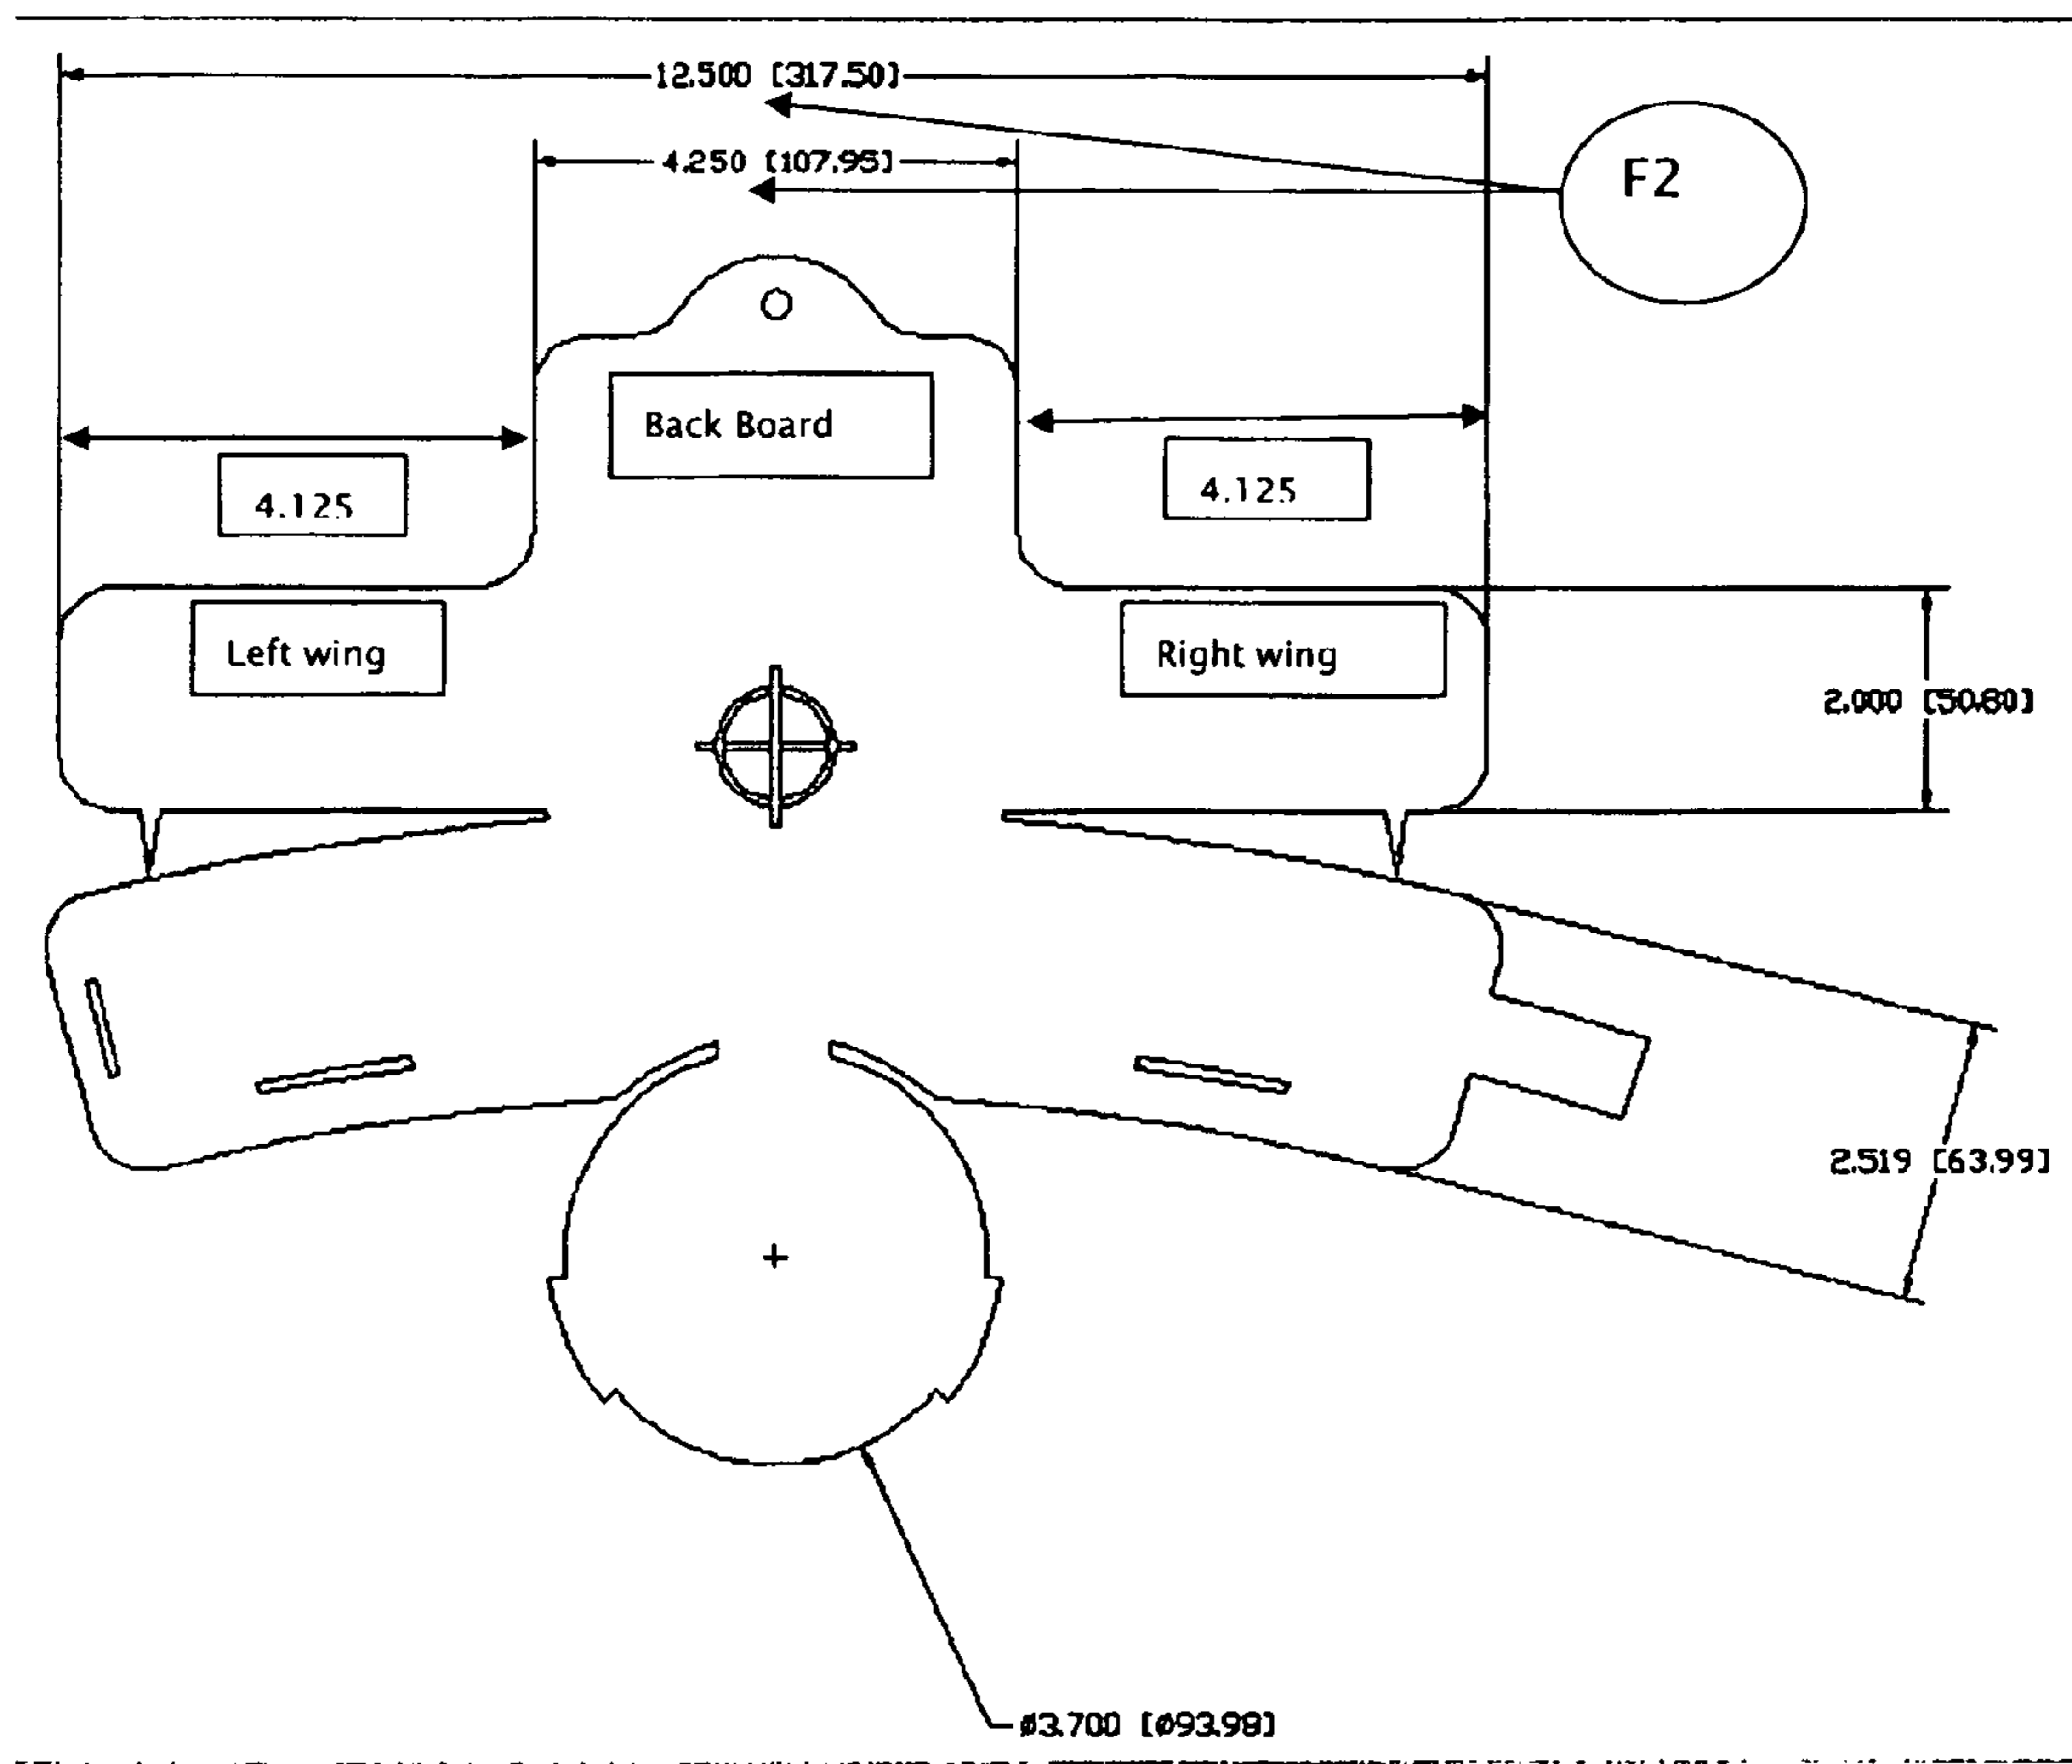 12.500 [317.50]
4.250 [107.95]
F2
Back Board
4.125
4.125
Left wing
Right wing
2.000 [50.80]
2.519 [63.99]
ø3.700 [ø93.98]